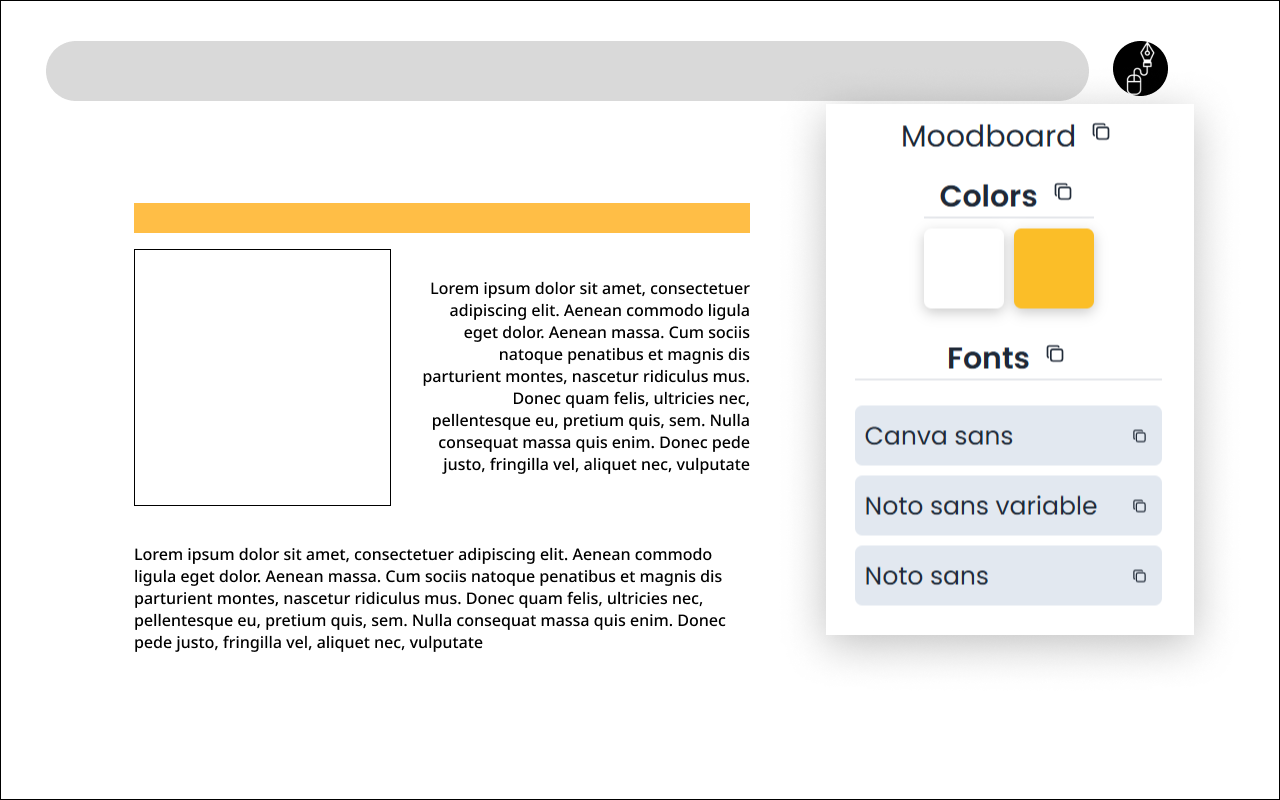 Moodboard
Colors
Fonts
Canva sans
Noto sans variable
Noto sans
Lorem ipsum dolor sit amet, consectetuer
adipiscing elit. Aenean commodo ligula
eget dolor. Aenean massa. Cum sociis
natoque penatibus et magnis dis
parturient montes, nascetur ridiculus mus.
Donec quam felis, ultricies nec,
pellentesque eu, pretium quis, sem. Nulla
consequat massa quis enim. Donec pede
justo, fringilla vel, aliquet nec, vulputate
Lorem ipsum dolor sit amet, consectetuer adipiscing elit. Aenean commodo
ligula eget dolor. Aenean massa. Cum sociis natoque penatibus et magnis dis
parturient montes, nascetur ridiculus mus. Donec quam felis, ultricies nec,
pellentesque eu, pretium quis, sem. Nulla consequat massa quis enim. Donec
pede justo, fringilla vel, aliquet nec, vulputate